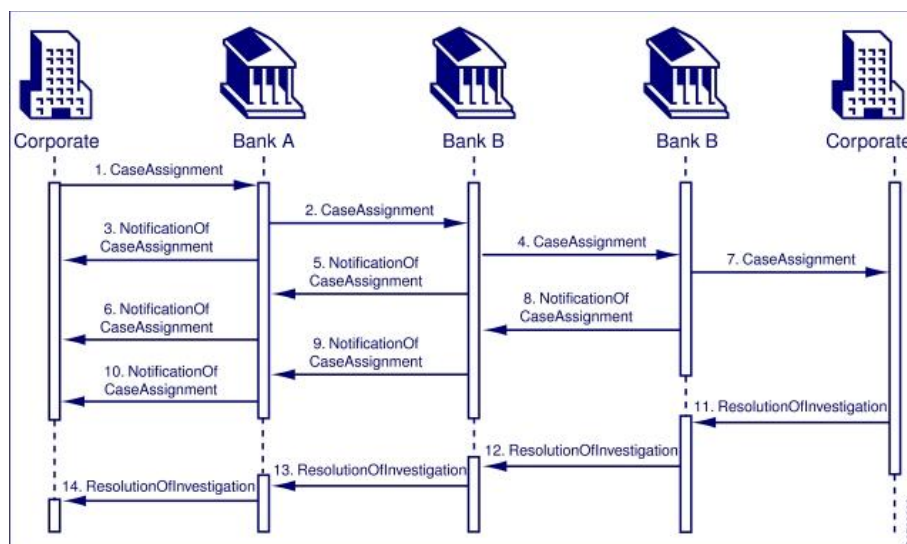 Corporate
Bank A
Bank B
Bank B
Corporate
1. CaseAssignment
2. CaseAssignment
3. NotificationOf
CaseAssignment
4. CaseAssignment
5. NotificationOf
CaseAssignment
7. CaseAssignment
6. NotificationOf
CaseAssignment
8. NotificationOf
CaseAssignment
9. NotificationOf
CaseAssignment
10. NotificationOf
CaseAssignment
11. ResolutionOfInvestigation
12. ResolutionOfInvestigation
13. ResolutionOfInvestigation
14. ResolutionOfInvestigation